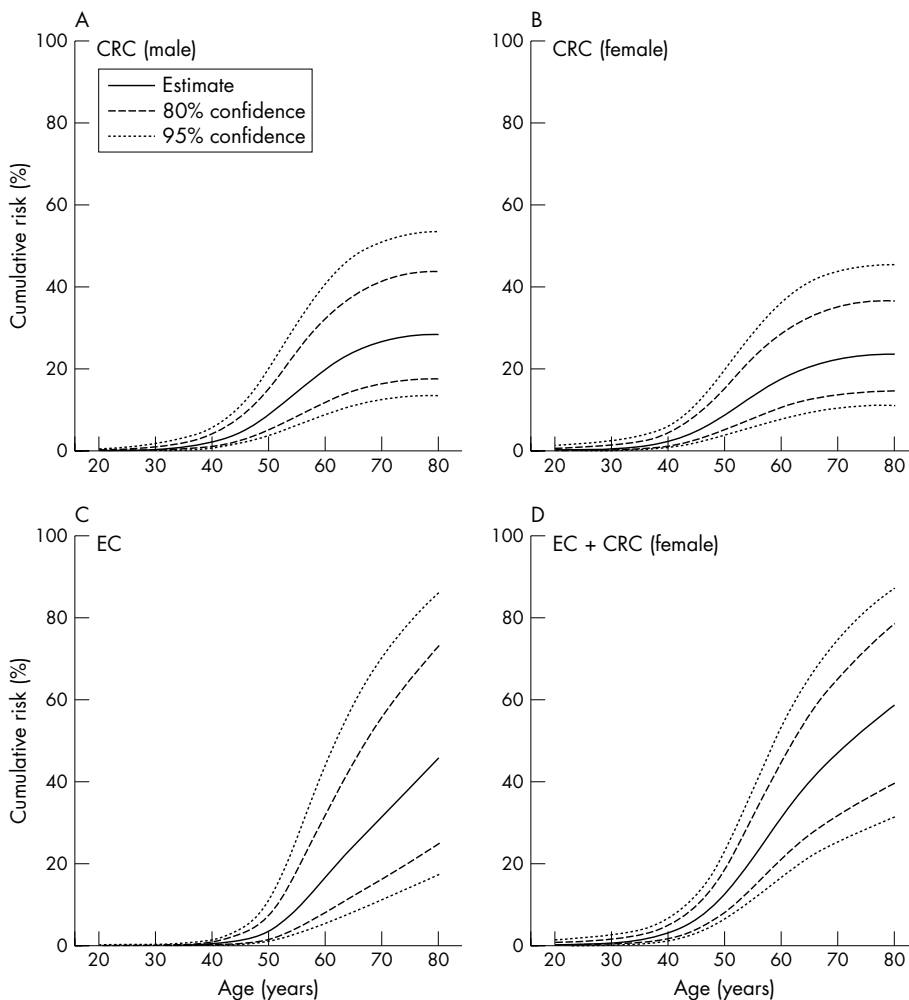 A
CRC (male)
Estimate
80% confidence
95% confidence
Cumulative risk (%)
100
80
60
40
20
0
20 30 40 50 60 70 80
B
CRC (female)
100
80
60
40
20
0
20 30 40 50 60 70 80
C
EC
Cumulative risk (%)
100
80
60
40
20
0
20 30 40 50 60 70 80
Age (years)
D
EC + CRC (female)
100
80
60
40
20
0
20 30 40 50 60 70 80
Age (years)